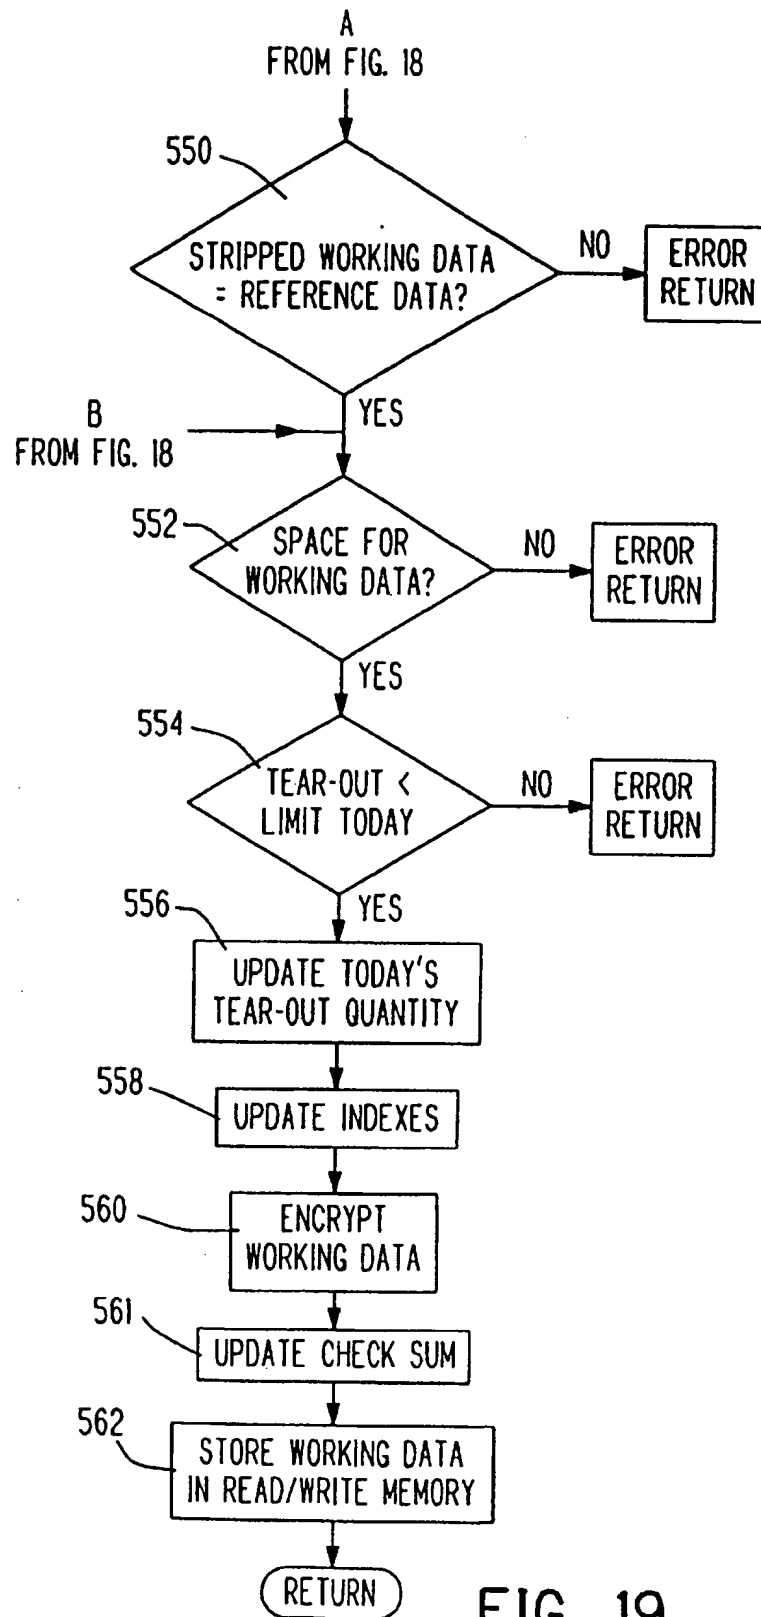 A
FROM FIG. 18
550
STRIPPED WORKING DATA
= REFERENCE DATA?
NO
ERROR
RETURN
YES
B
FROM FIG. 18
552
SPACE FOR
WORKING DATA?
NO
ERROR
RETURN
YES
554
TEAR-OUT <
LIMIT TODAY
NO
ERROR
RETURN
YES
556
UPDATE TODAY'S
TEAR-OUT QUANTITY
558
UPDATE INDEXES
560
ENCRYPT
WORKING DATA
561
UPDATE CHECK SUM
562
STORE WORKING DATA
IN READ/WRITE MEMORY
RETURN
FIG. 19